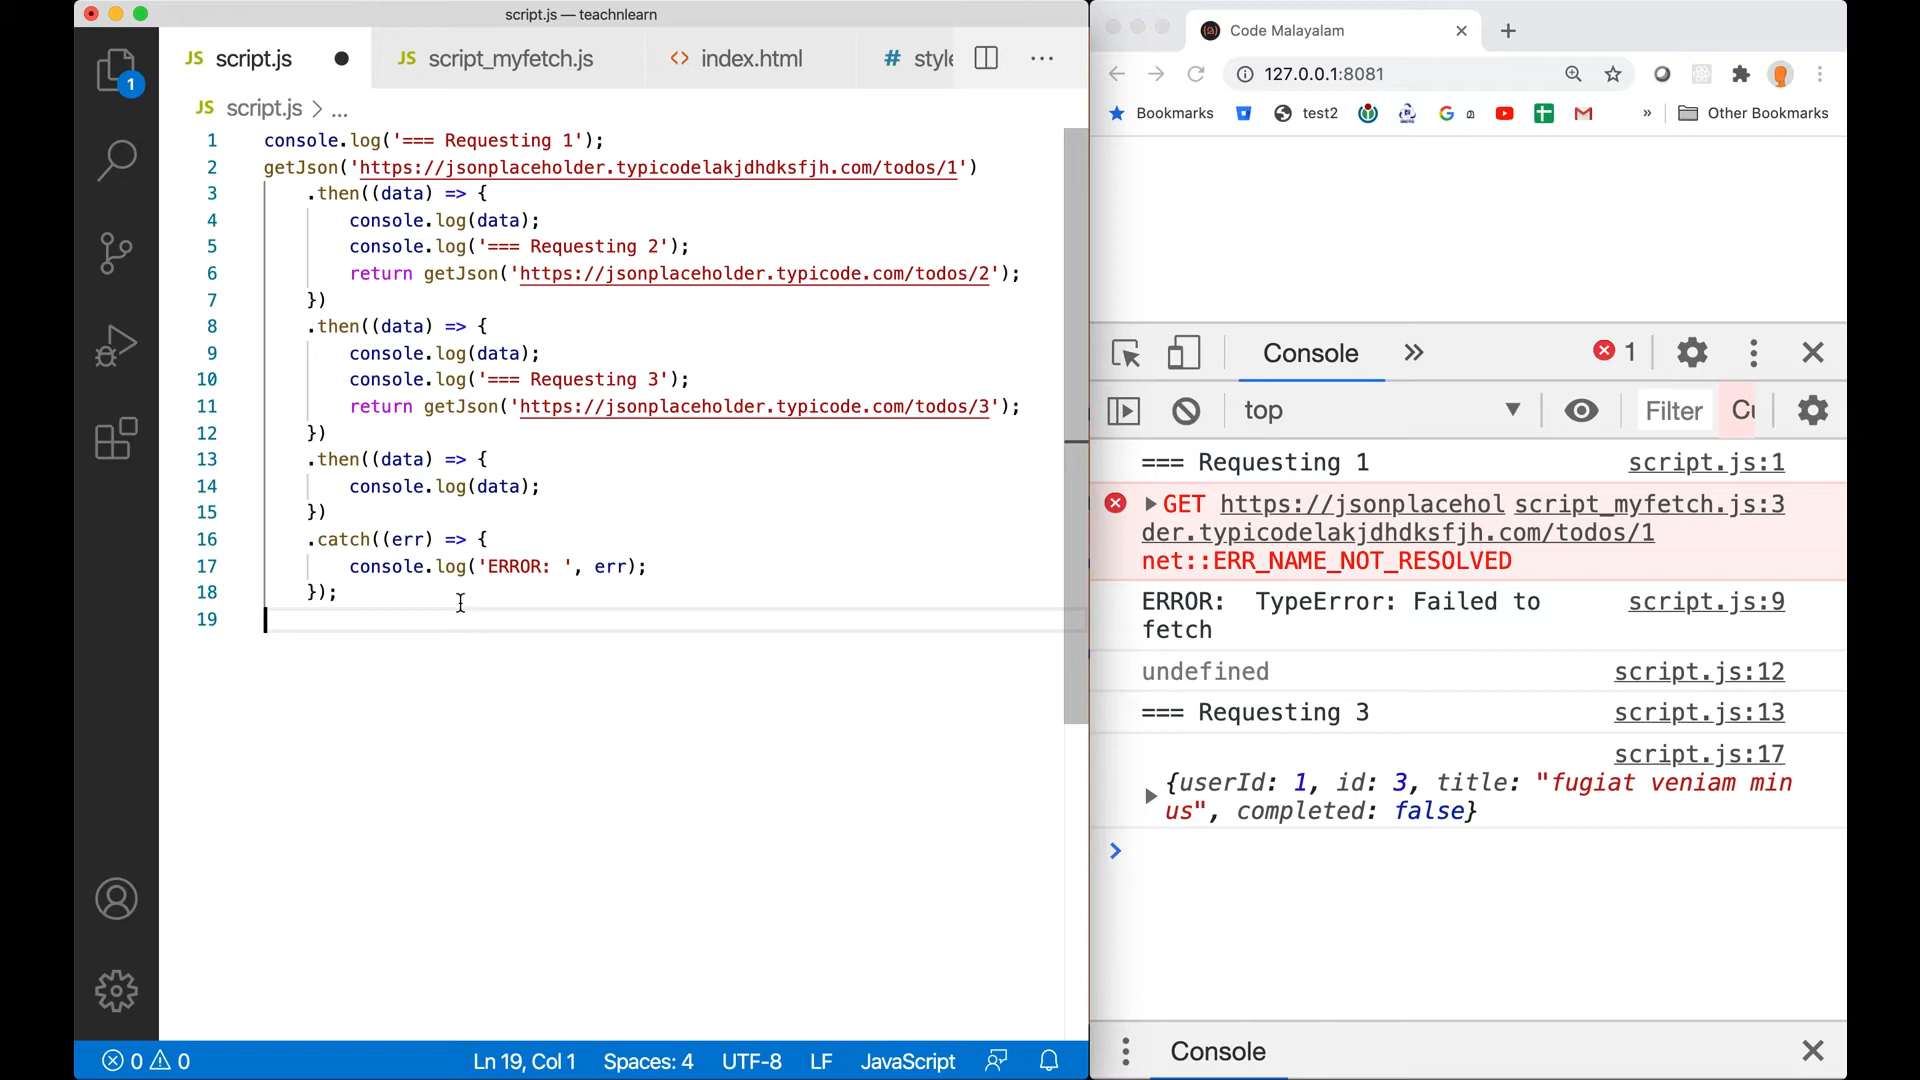 script.js — teachnlearn
JS script.js ● JS script_myfetch.js <> index.html # style
1
JS script.js > ...
1 console.log('=== Requesting 1');
2 getJson('https://jsonplaceholder.typicodelakjdhdksfjh.com/todos/1')
3 .then((data) => {
4 console.log(data);
5 console.log('=== Requesting 2');
6 return getJson('https://jsonplaceholder.typicode.com/todos/2');
7 })
8 .then((data) => {
9 console.log(data);
10 console.log('=== Requesting 3');
11 return getJson('https://jsonplaceholder.typicode.com/todos/3');
12 })
13 .then((data) => {
14 console.log(data);
15 })
16 .catch((err) => {
17 console.log('ERROR: ', err);
18 });
19
0 0 Ln 19, Col 1 Spaces: 4 UTF-8 LF JavaScript
Code Malayalam
127.0.0.1:8081
Bookmarks test2 » Other Bookmarks
Console » 1
top Filter
=== Requesting 1 script.js:1
GET https://jsonplacehol script_myfetch.js:3
der.typicodelakjdhdksfjh.com/todos/1
net::ERR_NAME_NOT_RESOLVED
ERROR: TypeError: Failed to script.js:9
fetch
undefined script.js:12
=== Requesting 3 script.js:13
script.js:17
{userId: 1, id: 3, title: "fugiat veniam min
us", completed: false}
>
Console